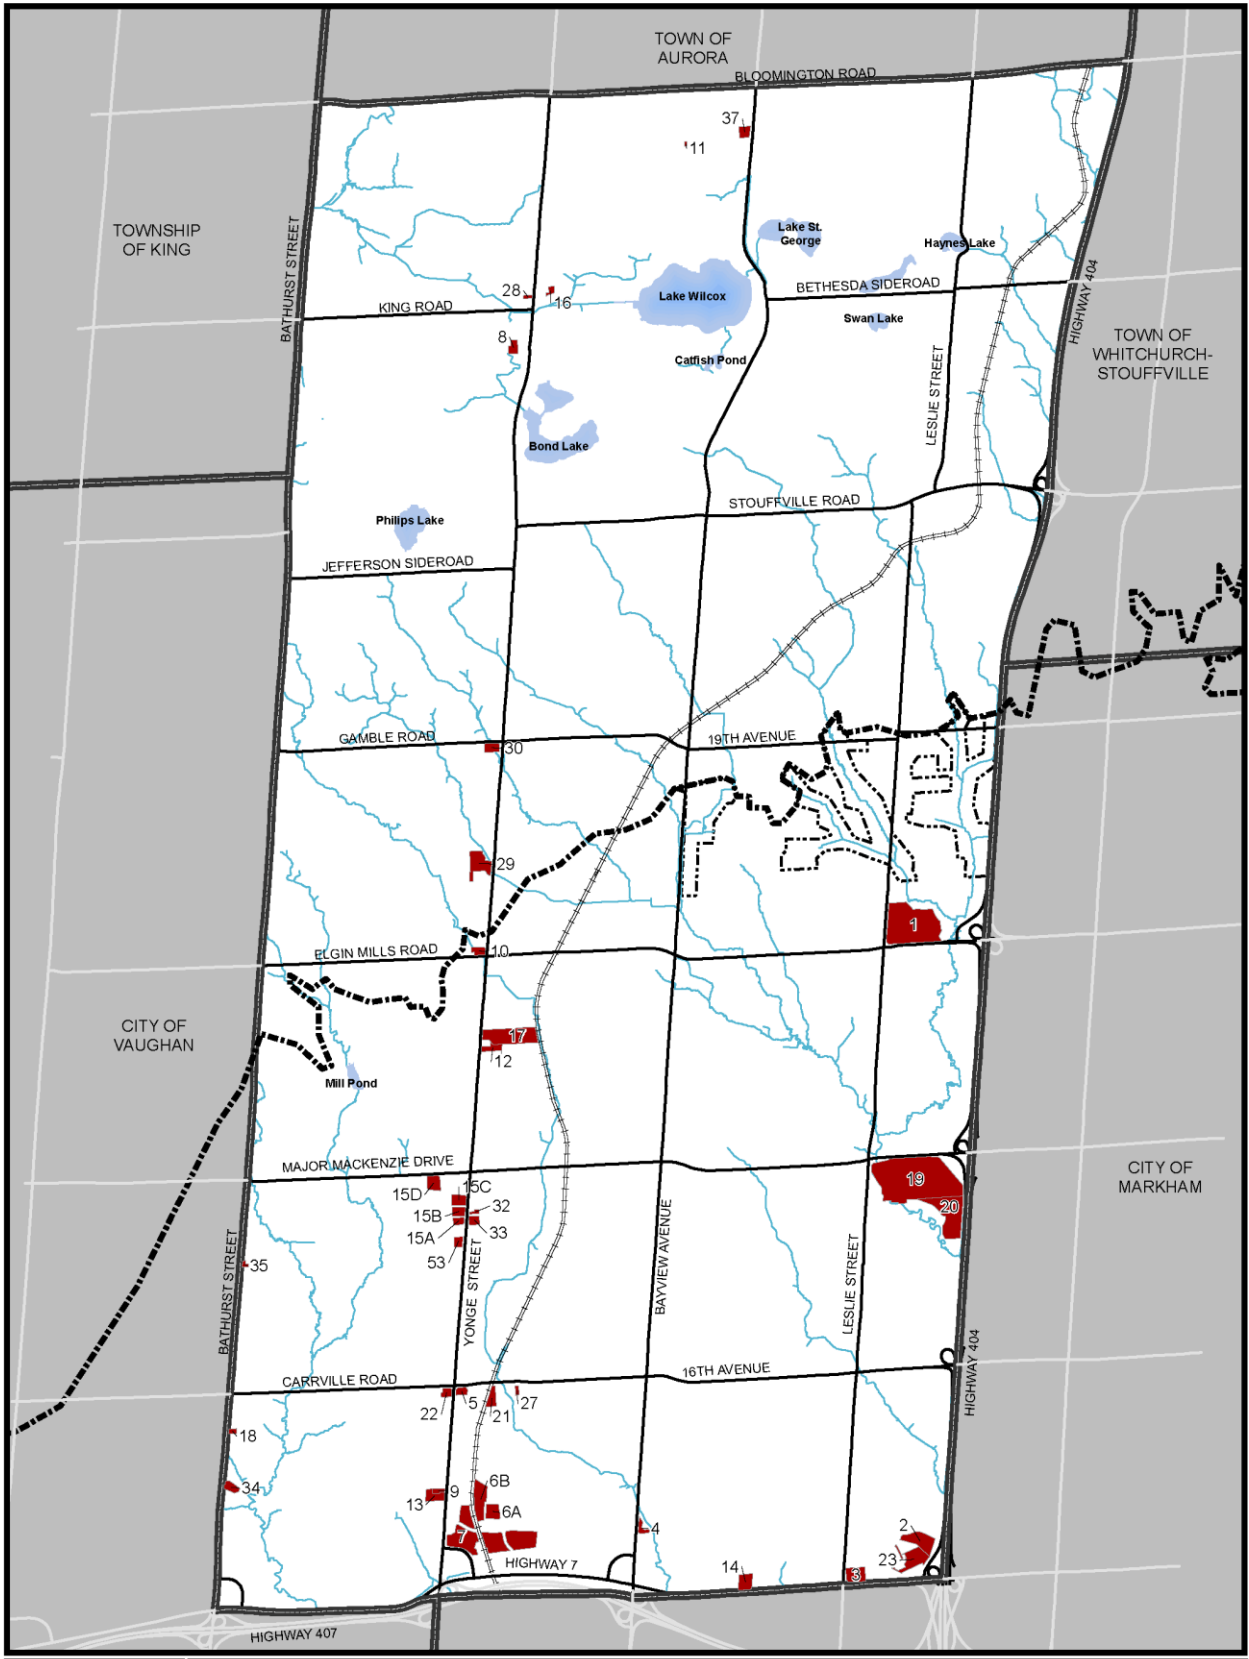 TOWN OF
AURORA
BLOOMINGTON ROAD
37
11
TOWNSHIP
OF KING
BATHURST STREET
Lake St.
George
Haynes Lake
HIGHWAY 404
BETHESDA SIDEROAD
28
16
Lake Wilcox
KING ROAD
Swan Lake
TOWN OF
WHITCHURCH-
STOUFFVILLE
8
Catfish Pond
LESLIE STREET
Bond Lake
STOUFFVILLE ROAD
Philips Lake
JEFFERSON SIDEROAD
GAMBLE ROAD
30
19TH AVENUE
29
1
ELGIN MILLS ROAD
10
CITY OF
VAUGHAN
17
12
Mill Pond
MAJOR MACKENZIE DRIVE
CITY OF
MARKHAM
15D
15C
19
15B
32
20
15A
33
53
YONGE STREET
BAYVIEW AVENUE
LESLIE STREET
BATHURST STREET
35
HIGHWAY 404
CARRVILLE ROAD
16TH AVENUE
22
5
21
27
18
34
6B
13
9
6A
7
4
2
23
HIGHWAY 7
14
3
HIGHWAY 407